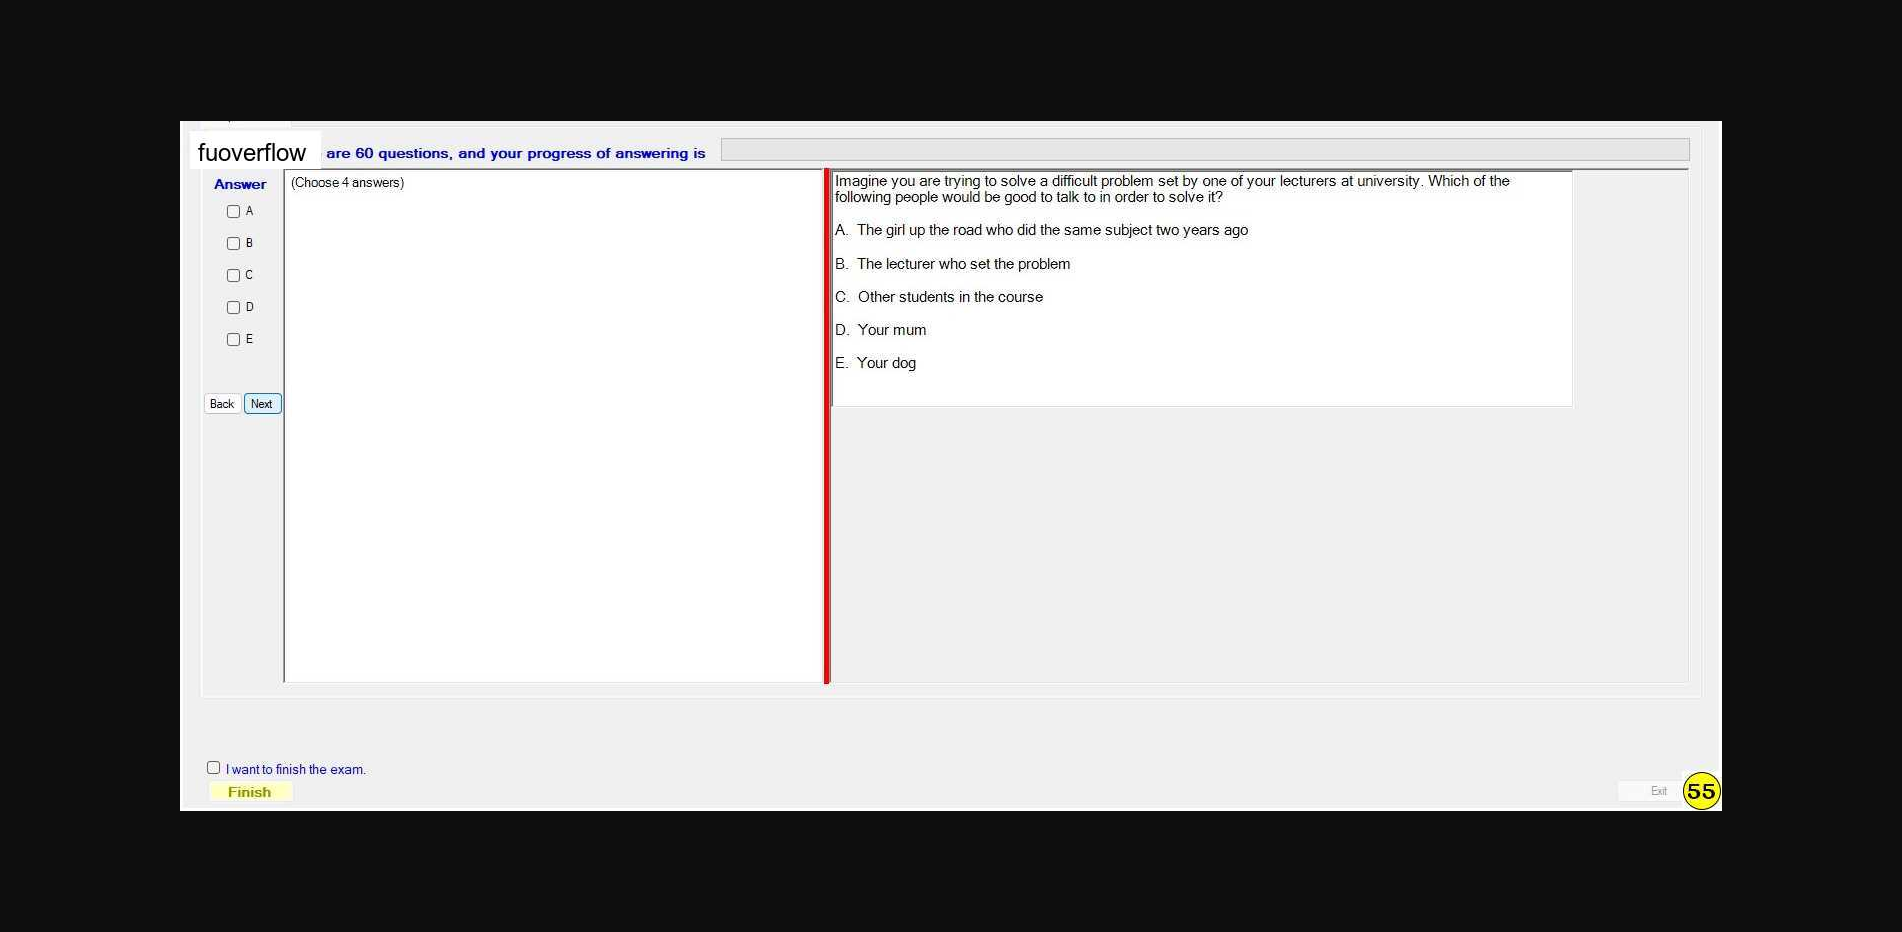 fuoverflow are 60 questions, and your progress of answering is
Answer
A
B
C
D
E
Back Next
(Choose 4 answers)
Imagine you are trying to solve a difficult problem set by one of your lecturers at university. Which of the
following people would be good to talk to in order to solve it?
A. The girl up the road who did the same subject two years ago
B. The lecturer who set the problem
C. Other students in the course
D. Your mum
E. Your dog
I want to finish the exam.
Finish
Exit
55